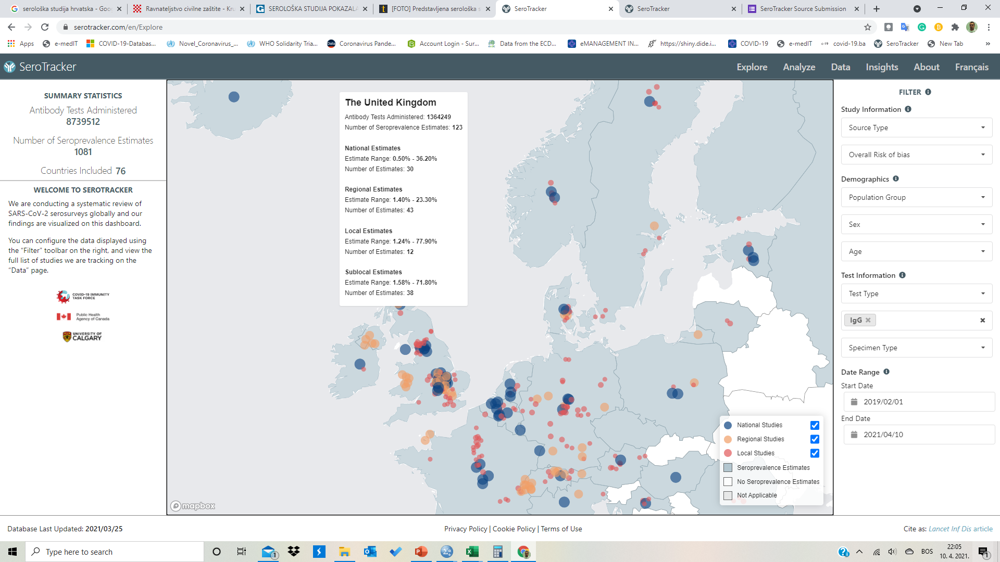 serološka studija hrvatska - Goo
Ravnateljstvo civilne zaštite - Kr
SEROLOŠKA STUDIJA POKAZALA
[FOTO] Predstavljena serološka s
SeroTracker
SeroTracker
SeroTracker Source Submission
serotracker.com/en/Explore
Apps
e-medIT
COVID-19-Databas...
Novel_Coronavirus_...
WHO Solidarity Tria...
Coronavirus Pande...
Account Login - Sur...
Data from the ECD...
eMANAGEMENT IN...
https://shiny.dide.i...
COVID-19
e-medIT
covid-19.ba
SeroTracker
New Tab
SeroTracker
Explore
Analyze
Data
Insights
About
Français
SUMMARY STATISTICS
Antibody Tests Administered
8739512
Number of Seroprevalence Estimates
1081
Countries Included 76
WELCOME TO SEROTRACKER
We are conducting a systematic review of
SARS-CoV-2 serosurveys globally and our
findings are visualized on this dashboard.
You can configure the data displayed using
the “Filter” toolbar on the right, and view the
full list of studies we are tracking on the
“Data” page.
COVID-19 IMMUNITY
TASK FORCE
Public Health
Agency of Canada
UNIVERSITY OF
CALGARY
The United Kingdom
Antibody Tests Administered: 1364249
Number of Seroprevalence Estimates: 123
National Estimates
Estimate Range: 0.50% - 36.20%
Number of Estimates: 30
Regional Estimates
Estimate Range: 1.40% - 23.30%
Number of Estimates: 43
Local Estimates
Estimate Range: 1.24% - 77.90%
Number of Estimates: 12
Sublocal Estimates
Estimate Range: 1.58% - 71.80%
Number of Estimates: 38
National Studies
Regional Studies
Local Studies
Seroprevalence Estimates
No Seroprevalence Estimates
Not Applicable
mapbox
FILTER
Study Information
Source Type
Overall Risk of bias
Demographics
Population Group
Sex
Age
Test Information
Test Type
IgG
Specimen Type
Date Range
Start Date
2019/02/01
End Date
2021/04/10
Database Last Updated: 2021/03/25
Privacy Policy | Cookie Policy | Terms of Use
Cite as: Lancet Inf Dis article
Type here to search
BOS
22:05
10. 4. 2021.